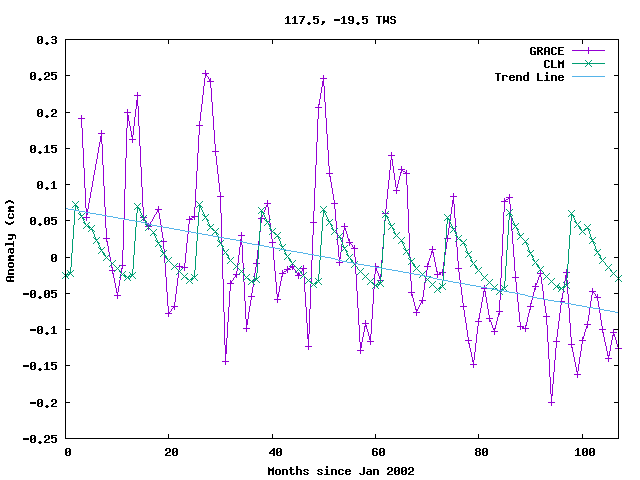 117.5, -19.5 TWS
GRACE
CLM
Trend Line
Anomaly (cm)
0.3
0.25
0.2
0.15
0.1
0.05
0
-0.05
-0.1
-0.15
-0.2
-0.25
0 20 40 60 80 100
Months since Jan 2002